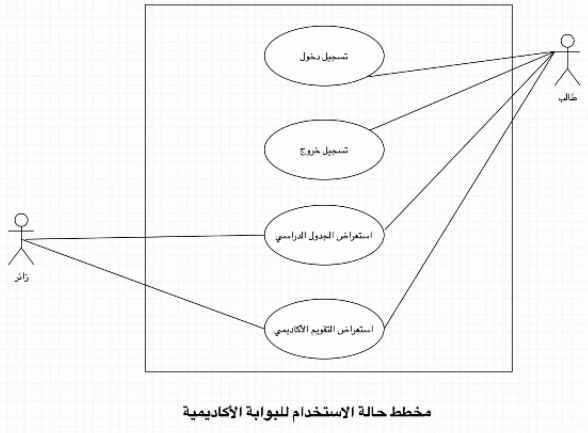 تسجيل دخول
طالب
تسجيل خروج
استعراض الجدول الدراسي
زائر
استعراض التقويم الأكاديمي
مخطط حالة الاستخدام للبوابة الأكاديمية